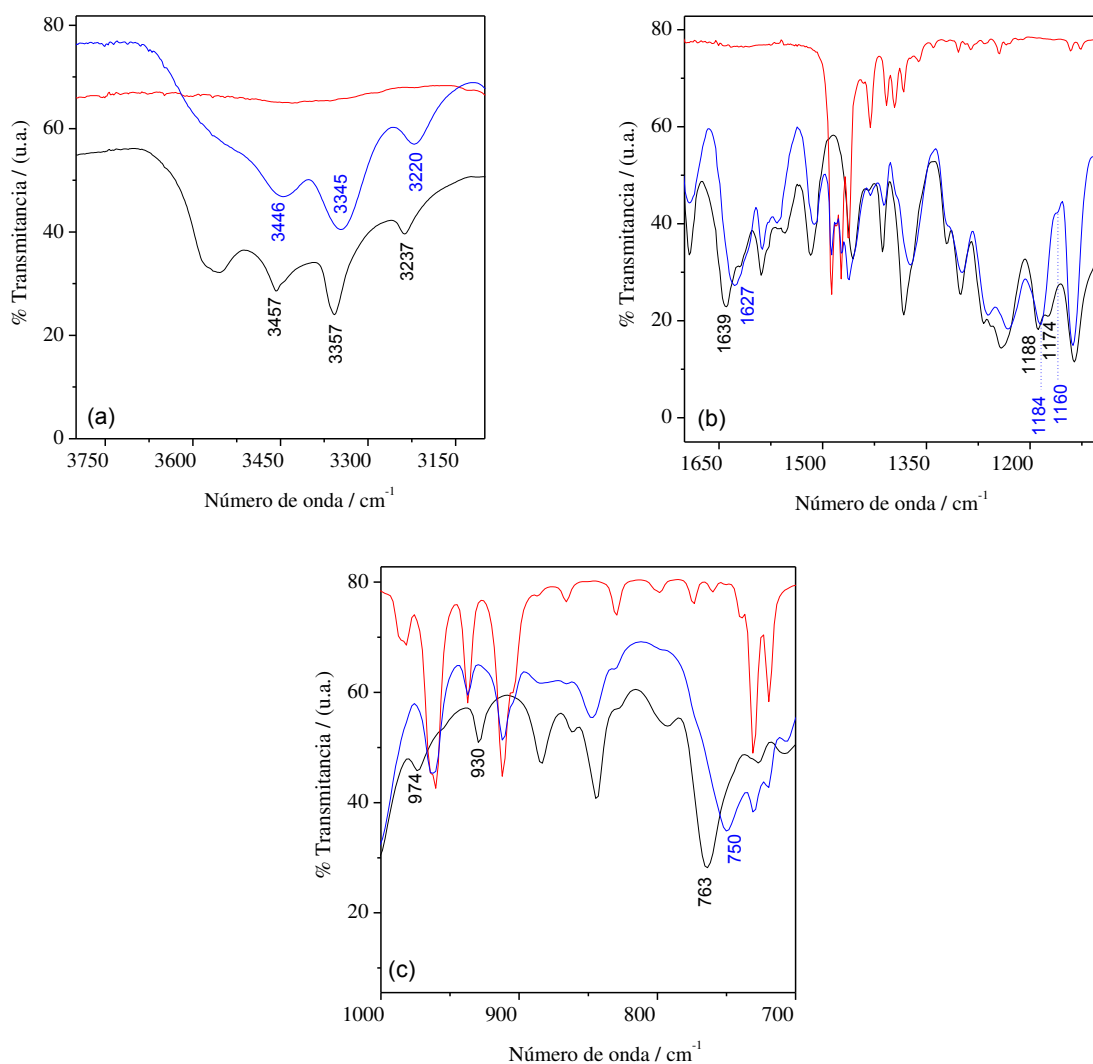 80
60
40
20
0
% Transmitancia / (u.a.)
3446
3345
3220
3457
3357
3237
(a)
3750 3600 3450 3300 3150
Número de onda / cm-1
80
60
40
20
0
% Transmitancia / (u.a.)
1639
1627
1188
1174
1184
1160
(b)
1650 1500 1350 1200
Número de onda / cm-1
80
60
40
20
% Transmitancia / (u.a.)
974
930
763
750
(c)
1000 900 800 700
Número de onda / cm-1